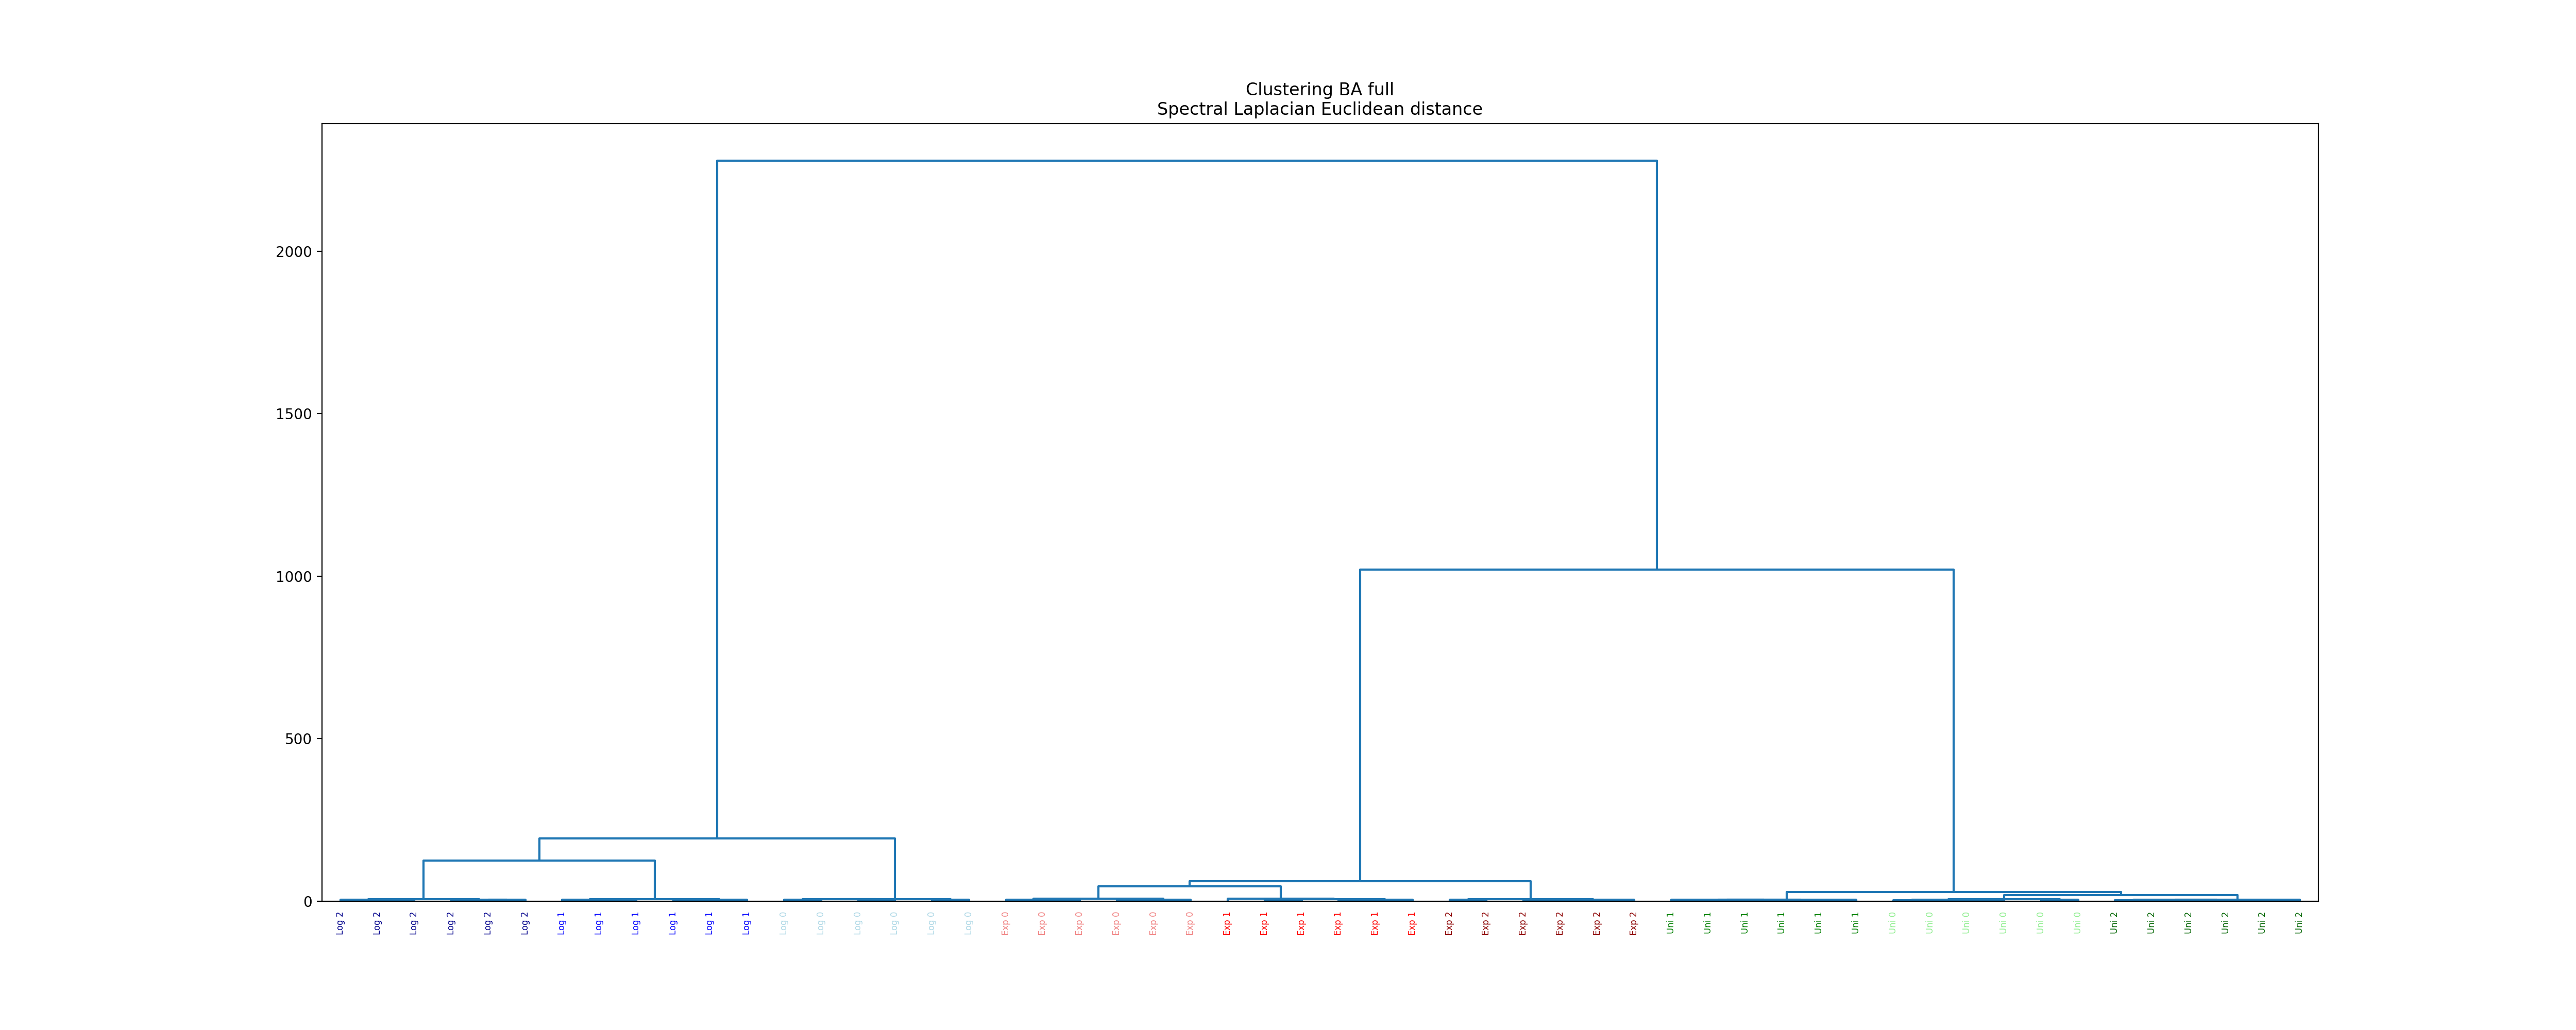 Clustering BA full
Spectral Laplacian Euclidean distance
2000
1500
1000
500
0
Log 2 Log 2 Log 2 Log 2 Log 2 Log 2 Log 1 Log 1 Log 1 Log 1 Log 1 Log 1 Log 0 Log 0 Log 0 Log 0 Log 0 Log 0 Exp 0 Exp 0 Exp 0 Exp 0 Exp 0 Exp 0 Exp 1 Exp 1 Exp 1 Exp 1 Exp 1 Exp 1 Exp 2 Exp 2 Exp 2 Exp 2 Exp 2 Exp 2 Uni 1 Uni 1 Uni 1 Uni 1 Uni 1 Uni 1 Uni 0 Uni 0 Uni 0 Uni 0 Uni 0 Uni 0 Uni 2 Uni 2 Uni 2 Uni 2 Uni 2 Uni 2